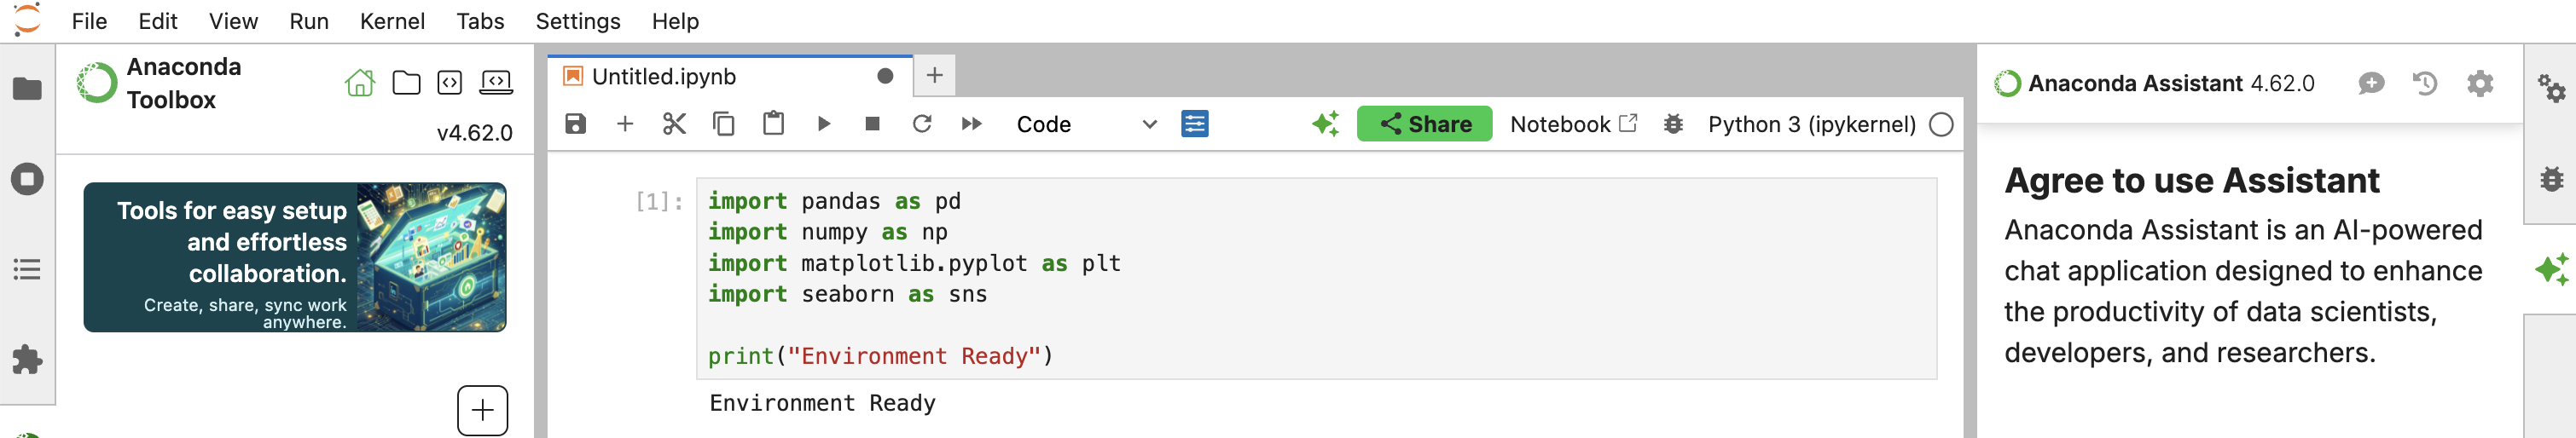 File Edit View Run Kernel Tabs Settings Help
Anaconda
Toolbox
v4.62.0
Tools for easy setup
and effortless
collaboration.
Create, share, sync work
anywhere.
Untitled.ipynb
Code
Share
Notebook
Python 3 (ipykernel)
[1]:
import pandas as pd
import numpy as np
import matplotlib.pyplot as plt
import seaborn as sns
print("Environment Ready")
Environment Ready
Anaconda Assistant 4.62.0
Agree to use Assistant
Anaconda Assistant is an AI-powered
chat application designed to enhance
the productivity of data scientists,
developers, and researchers.